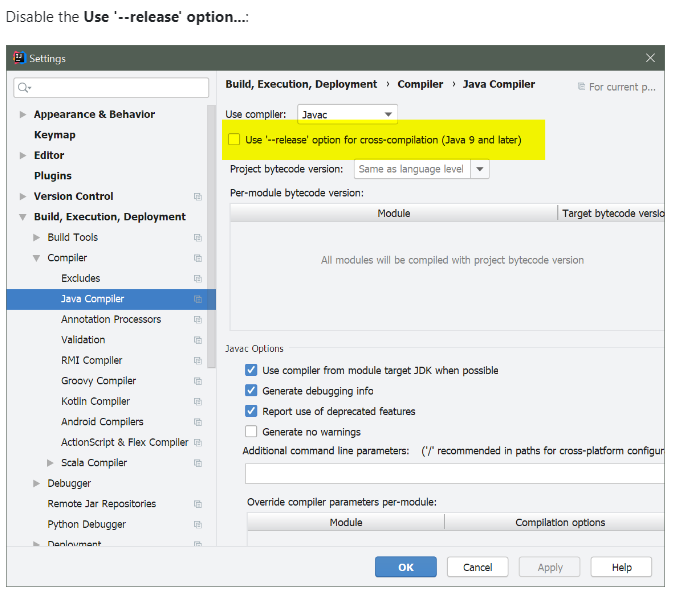 Disable the Use '--release' option...:
Settings
Build, Execution, Deployment › Compiler › Java Compiler
For current p...
Appearance & Behavior
Keymap
Editor
Plugins
Version Control
Build, Execution, Deployment
Build Tools
Compiler
Excludes
Java Compiler
Annotation Processors
Validation
RMI Compiler
Groovy Compiler
Kotlin Compiler
Android Compilers
ActionScript & Flex Compiler
Scala Compiler
Debugger
Remote Jar Repositories
Python Debugger
Deployment
Use compiler: Javac
Use '--release' option for cross-compilation (Java 9 and later)
Project bytecode version: Same as language level
Per-module bytecode version:
Module Target bytecode versio
All modules will be compiled with project bytecode version
Javac Options
Use compiler from module target JDK when possible
Generate debugging info
Report use of deprecated features
Generate no warnings
Additional command line parameters: ('/' recommended in paths for cross-platform configur
Override compiler parameters per-module:
Module Compilation options
OK Cancel Apply Help